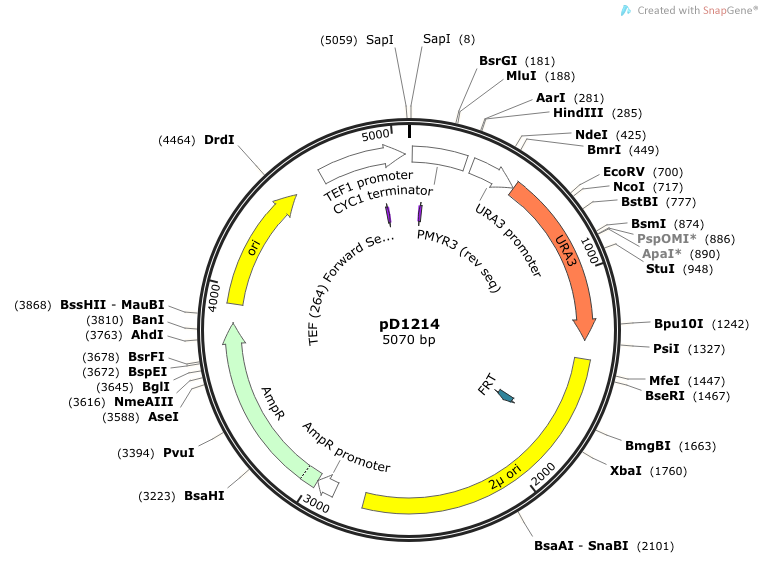 Created with SnapGene®
(5059) SapI
SapI (8)
BsrGI (181)
MluI (188)
AarI (281)
HindIII (285)
NdeI (425)
BmrI (449)
EcoRV (700)
NcoI (717)
BstBI (777)
BsmI (874)
PspOMI* (886)
ApaI* (890)
StuI (948)
Bpu10I (1242)
PsiI (1327)
MfeI (1447)
BseRI (1467)
BmgBI (1663)
XbaI (1760)
BsaAI - SnaBI (2101)
(4464) DrdI
(3868) BssHII - MauBI
(3810) BanI
(3763) AhdI
(3678) BsrFI
(3672) BspEI
(3645) BglI
(3616) NmeAIII
(3588) AseI
(3394) PvuI
(3223) BsaHI
5000
1000
2000
3000
4000
TEF1 promoter
CYC1 terminator
URA3 promoter
URA3
PMYR3 (rev seq)
TEF (264) Forward Se...
ori
pD1214
5070 bp
FRT
AmpR
AmpR promoter
2µ ori